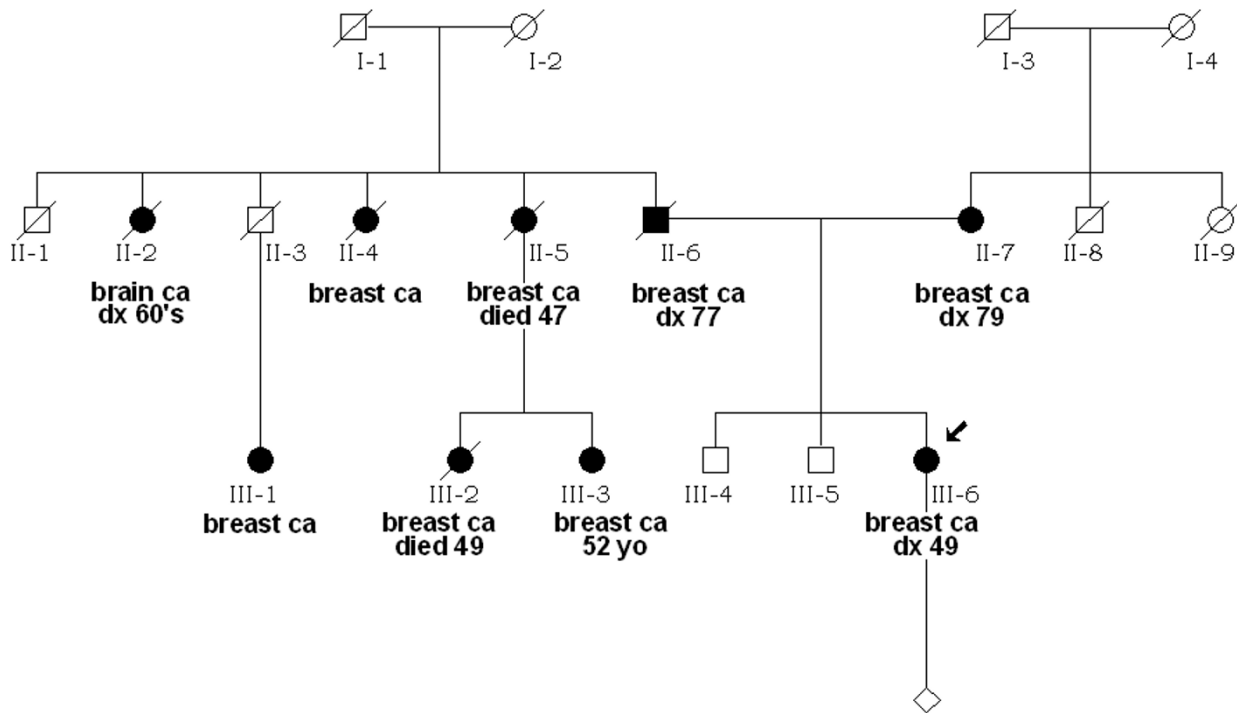 I-1
I-2
I-3
I-4
II-1
II-2
II-3
II-4
II-5
II-6
II-7
II-8
II-9
brain ca
dx 60's
breast ca
breast ca
died 47
breast ca
dx 77
breast ca
dx 79
III-1
III-2
III-3
III-4
III-5
III-6
breast ca
breast ca
died 49
breast ca
52 yo
breast ca
dx 49